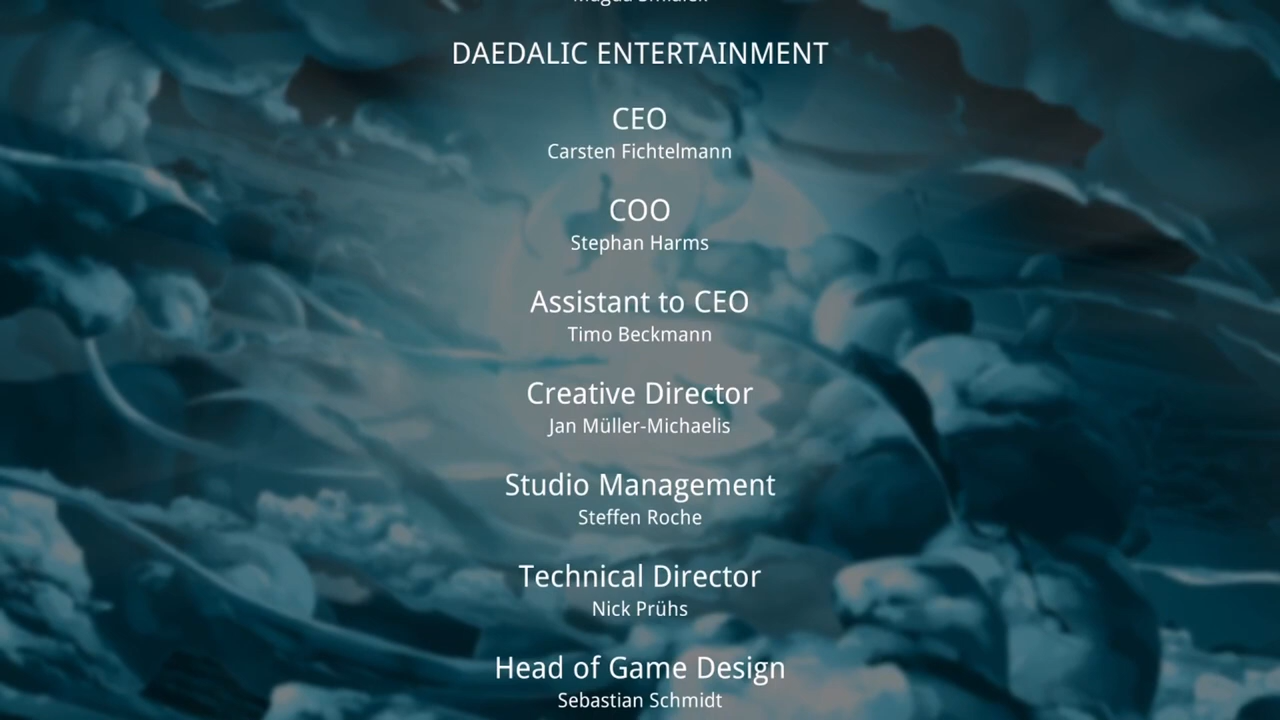 DAEDALIC ENTERTAINMENT
CEO
Carsten Fichtelmann
COO
Stephan Harms
Assistant to CEO
Timo Beckmann
Creative Director
Jan Müller-Michaelis
Studio Management
Steffen Roche
Technical Director
Nick Prühs
Head of Game Design
Sebastian Schmidt